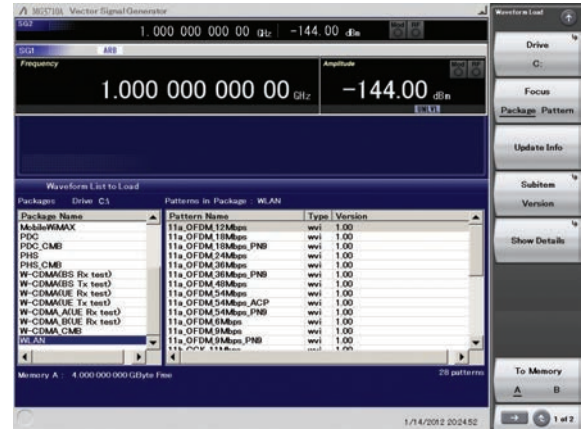 MG3710A Vector Signal Generator
SG2
1. 000 000 000 00 GHz -144. 00 dBm Mod RF
SG1 ARB
Frequency
Amplitude
Mod RF
1.000 000 000 00 GHz
-144.00 dBm
UNLVL
Waveform List to Load
Packages Drive C:\ Patterns in Package : WLAN
Package Name
MobileWiMAX
PDC
PDC_CMB
PHS
PHS_CMB
W-CDMA(BS Rx test)
W-CDMA(BS Tx test)
W-CDMA(UE Rx test)
W-CDMA(UE Tx test)
W-CDMA_A(UE Rx test)
W-CDMA_B(UE Rx test)
W-CDMA_CMB
WLAN
Pattern Name Type Version
11a_OFDM_12Mbps wvi 1.00
11a_OFDM_18Mbps wvi 1.00
11a_OFDM_18Mbps_PN9 wvi 1.00
11a_OFDM_24Mbps wvi 1.00
11a_OFDM_36Mbps wvi 1.00
11a_OFDM_36Mbps_PN9 wvi 1.00
11a_OFDM_48Mbps wvi 1.00
11a_OFDM_54Mbps wvi 1.00
11a_OFDM_54Mbps_ACP wvi 1.00
11a_OFDM_54Mbps_PN9 wvi 1.00
11a_OFDM_6Mbps wvi 1.00
11a_OFDM_9Mbps wvi 1.00
11a_OFDM_9Mbps_PN9 wvi 1.00
11b_CCK_11Mbps
Memory A : 4.000 000 000 GByte Free
28 patterns
1/14/2012 20:24:52
Waveform Load
Drive
C:
Focus
Package Pattern
Update Info
Subitem
Version
Show Details
To Memory
A B
1 of 2